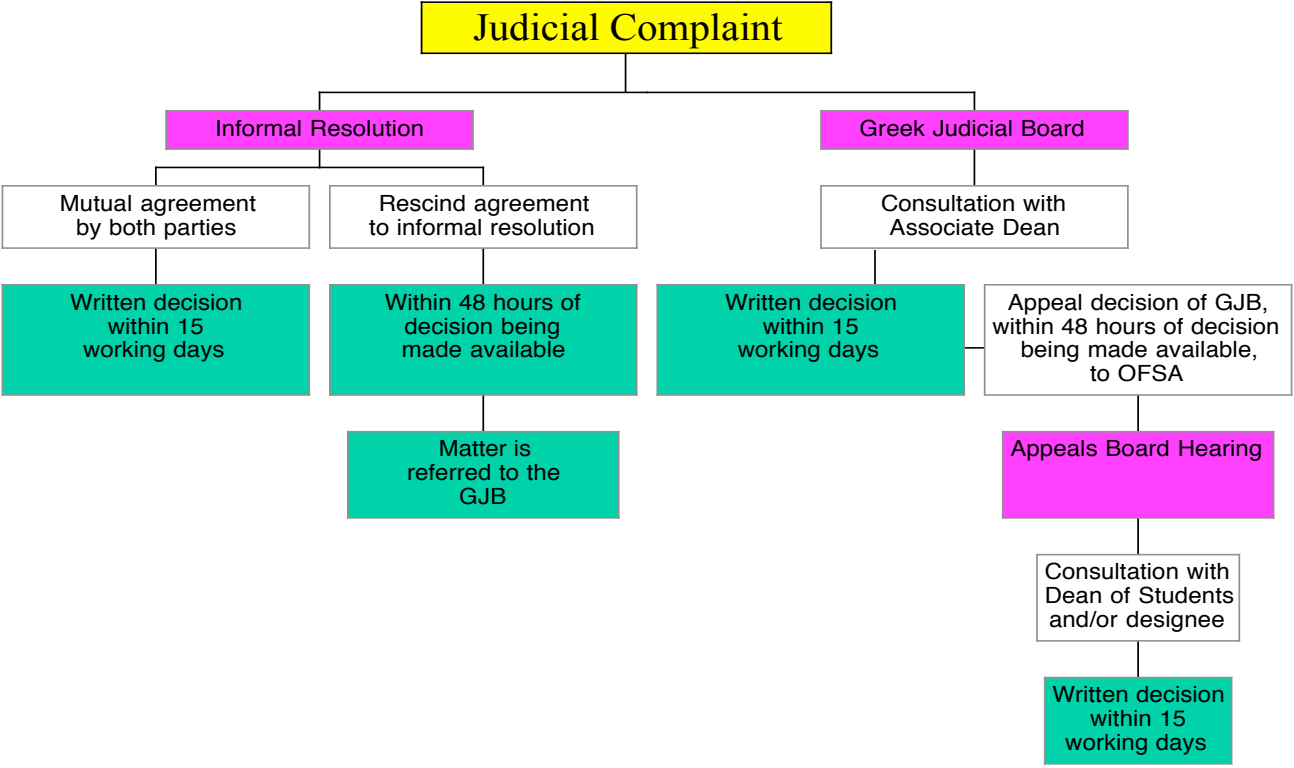 Judicial Complaint
Informal Resolution
Greek Judicial Board
Mutual agreement
by both parties
Rescind agreement
to informal resolution
Consultation with
Associate Dean
Written decision
within 15
working days
Within 48 hours of
decision being
made available
Written decision
within 15
working days
Appeal decision of GJB,
within 48 hours of decision
being made available,
to OFSA
Matter is
referred to the
GJB
Appeals Board Hearing
Consultation with
Dean of Students
and/or designee
Written decision
within 15
working days